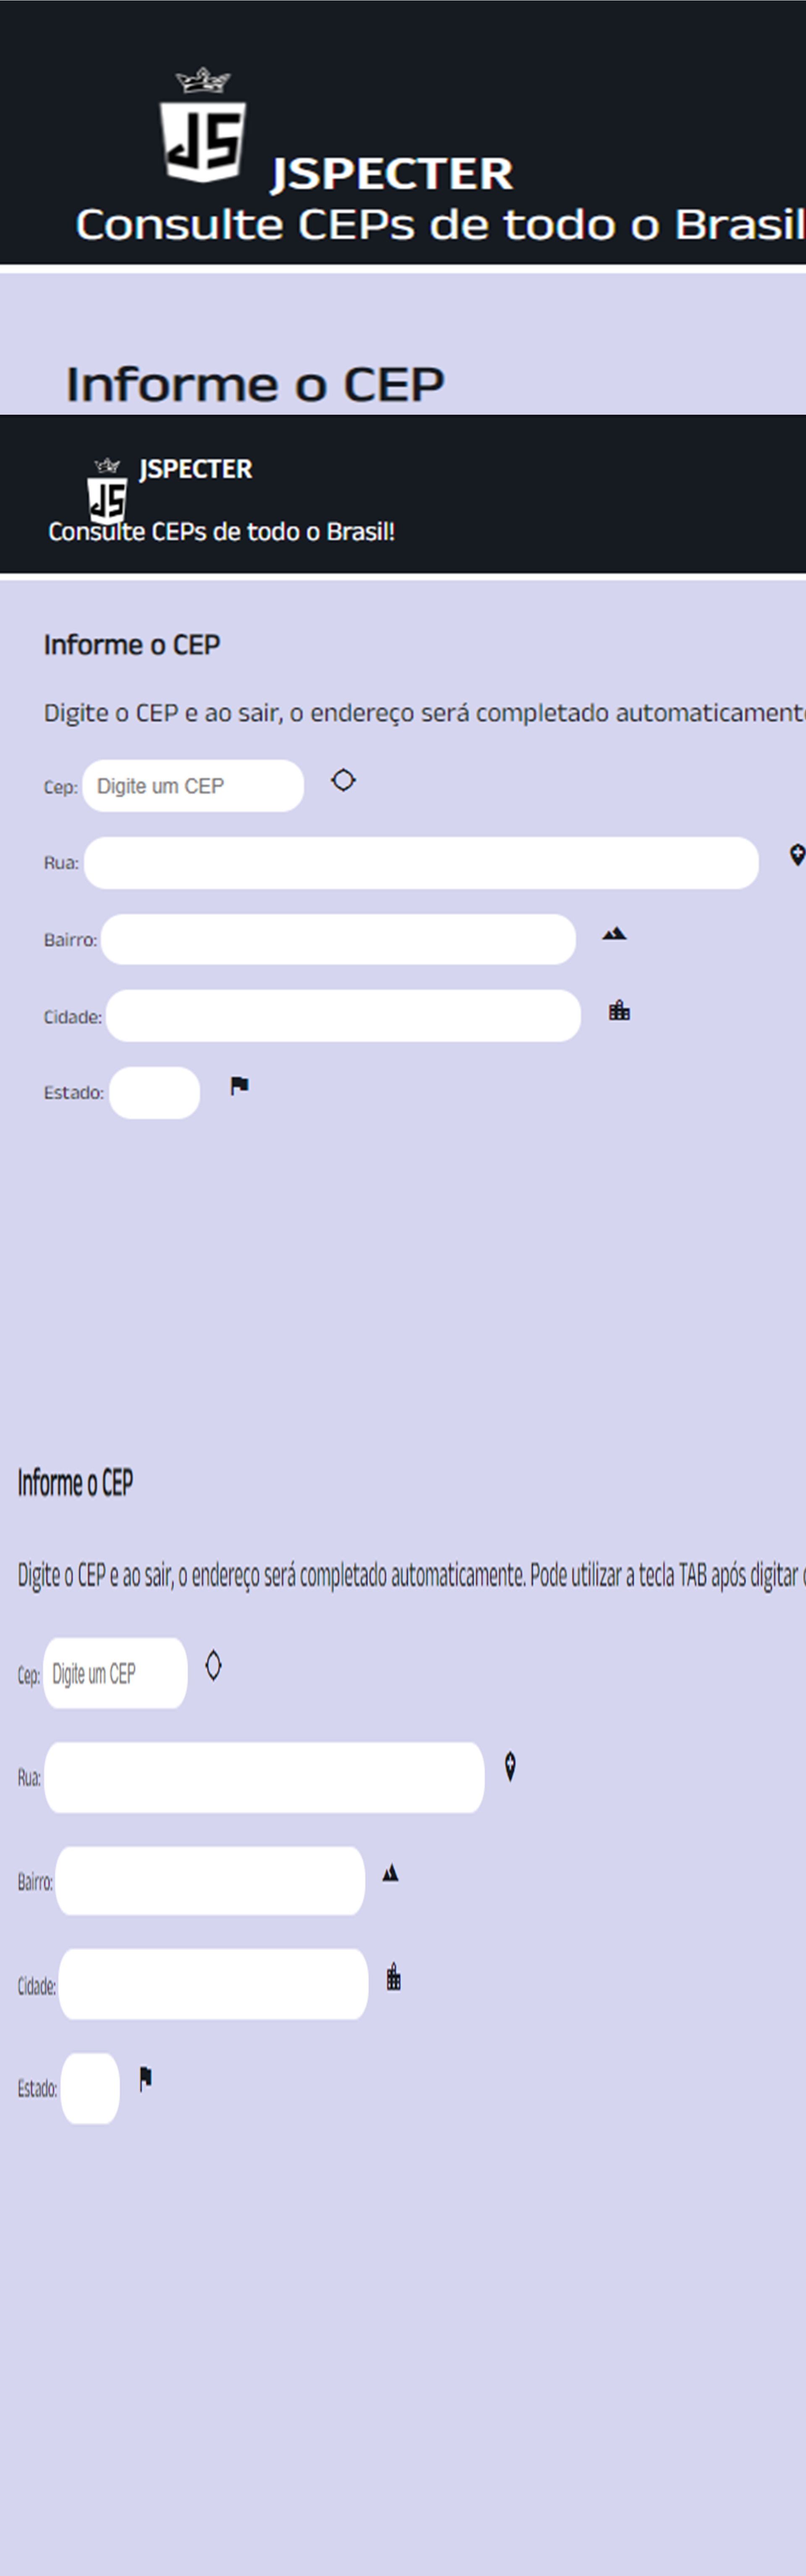 JS
JSPECTER
Consulte CEPs de todo o Brasil
Informe o CEP
JS
JSPECTER
Consulte CEPs de todo o Brasil!
Informe o CEP
Digite o CEP e ao sair, o endereço será completado automaticament
Cep: Digite um CEP
Rua:
Bairro:
Cidade:
Estado:
Informe o CEP
Digite o CEP e ao sair, o endereço será completado automaticamente. Pode utilizar a tecla TAB após digitar
Cep: Digite um CEP
Rua:
Bairro:
Cidade:
Estado: